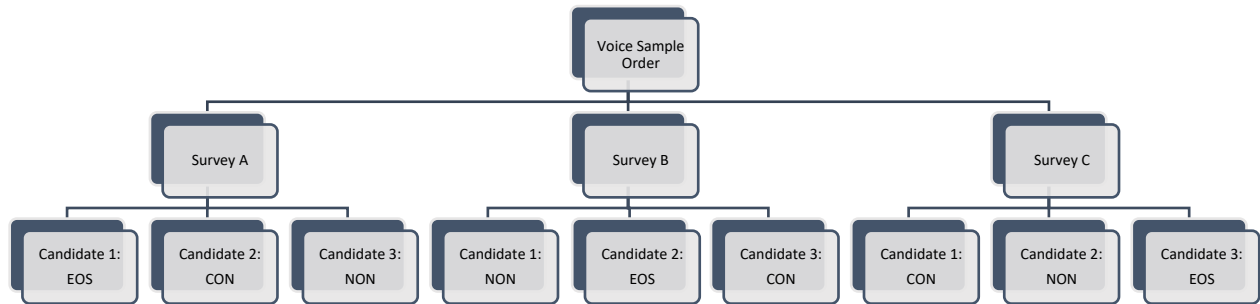 Voice Sample
Order
Survey A
Survey B
Survey C
Candidate 1:
EOS
Candidate 2:
CON
Candidate 3:
NON
Candidate 1:
NON
Candidate 2:
EOS
Candidate 3:
CON
Candidate 1:
CON
Candidate 2:
NON
Candidate 3:
EOS